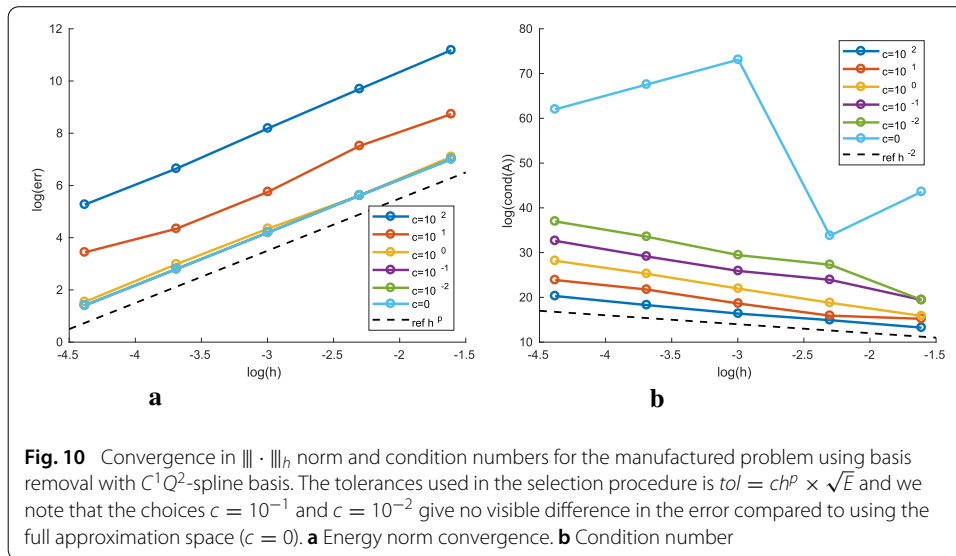 log(err)
12
10
8
6
4
2
0
-4.5 -4 -3.5 -3 -2.5 -2 -1.5
log(h)
c=10 2
c=10 1
c=10 0
c=10 -1
c=10 -2
c=0
ref h p
a
log(cond(A))
80
70
60
50
40
30
20
10
-4.5 -4 -3.5 -3 -2.5 -2 -1.5
log(h)
c=10 2
c=10 1
c=10 0
c=10 -1
c=10 -2
c=0
ref h -2
b
Fig. 10 Convergence in ⫼ · ⫼h norm and condition numbers for the manufactured problem using basis
removal with C¹Q²-spline basis. The tolerances used in the selection procedure is tol = chᵖ × √E and we
note that the choices c = 10⁻¹ and c = 10⁻² give no visible difference in the error compared to using the
full approximation space (c = 0). a Energy norm convergence. b Condition number